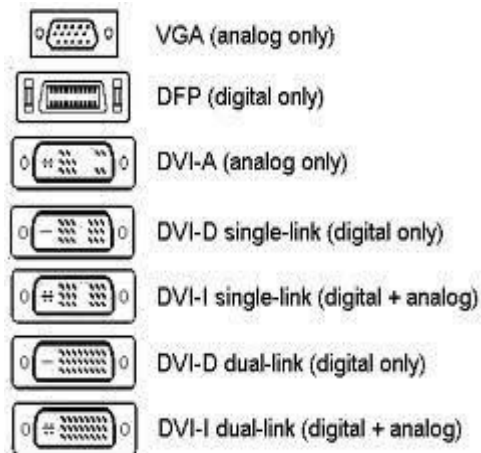 VGA (analog only)
DFP (digital only)
DVI-A (analog only)
DVI-D single-link (digital only)
DVI-I single-link (digital + analog)
DVI-D dual-link (digital only)
DVI-I dual-link (digital + analog)